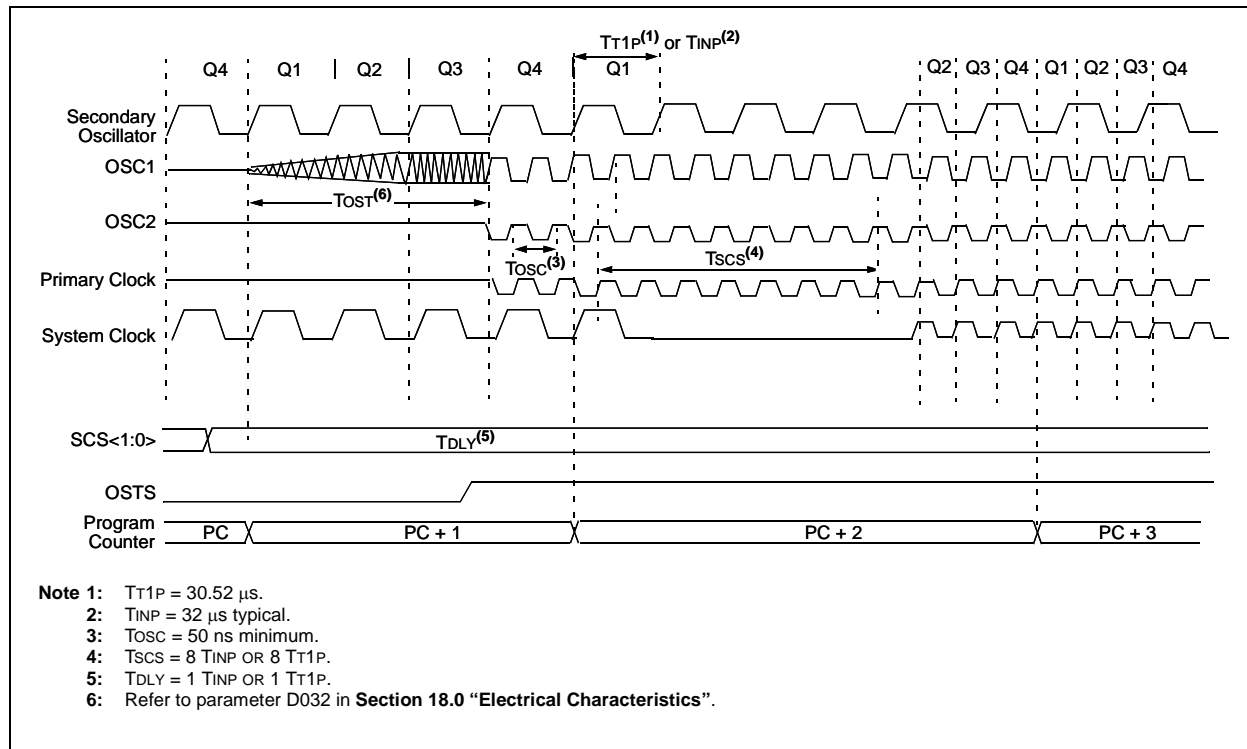 TT1P(1) or TINP(2)
Q4 Q1 Q2 Q3 Q4 Q1 Q2 Q3 Q4 Q1 Q2 Q3 Q4
Secondary
Oscillator
OSC1
TOST(6)
OSC2
TOSC(3)
TSCS(4)
Primary Clock
System Clock
SCS<1:0>
TDLY(5)
OSTS
Program
Counter
PC PC + 1 PC + 2 PC + 3
Note 1: TT1P = 30.52 μs.
2: TINP = 32 μs typical.
3: TOSC = 50 ns minimum.
4: TSCS = 8 TINP OR 8 TT1P.
5: TDLY = 1 TINP OR 1 TT1P.
6: Refer to parameter D032 in Section 18.0 “Electrical Characteristics”.